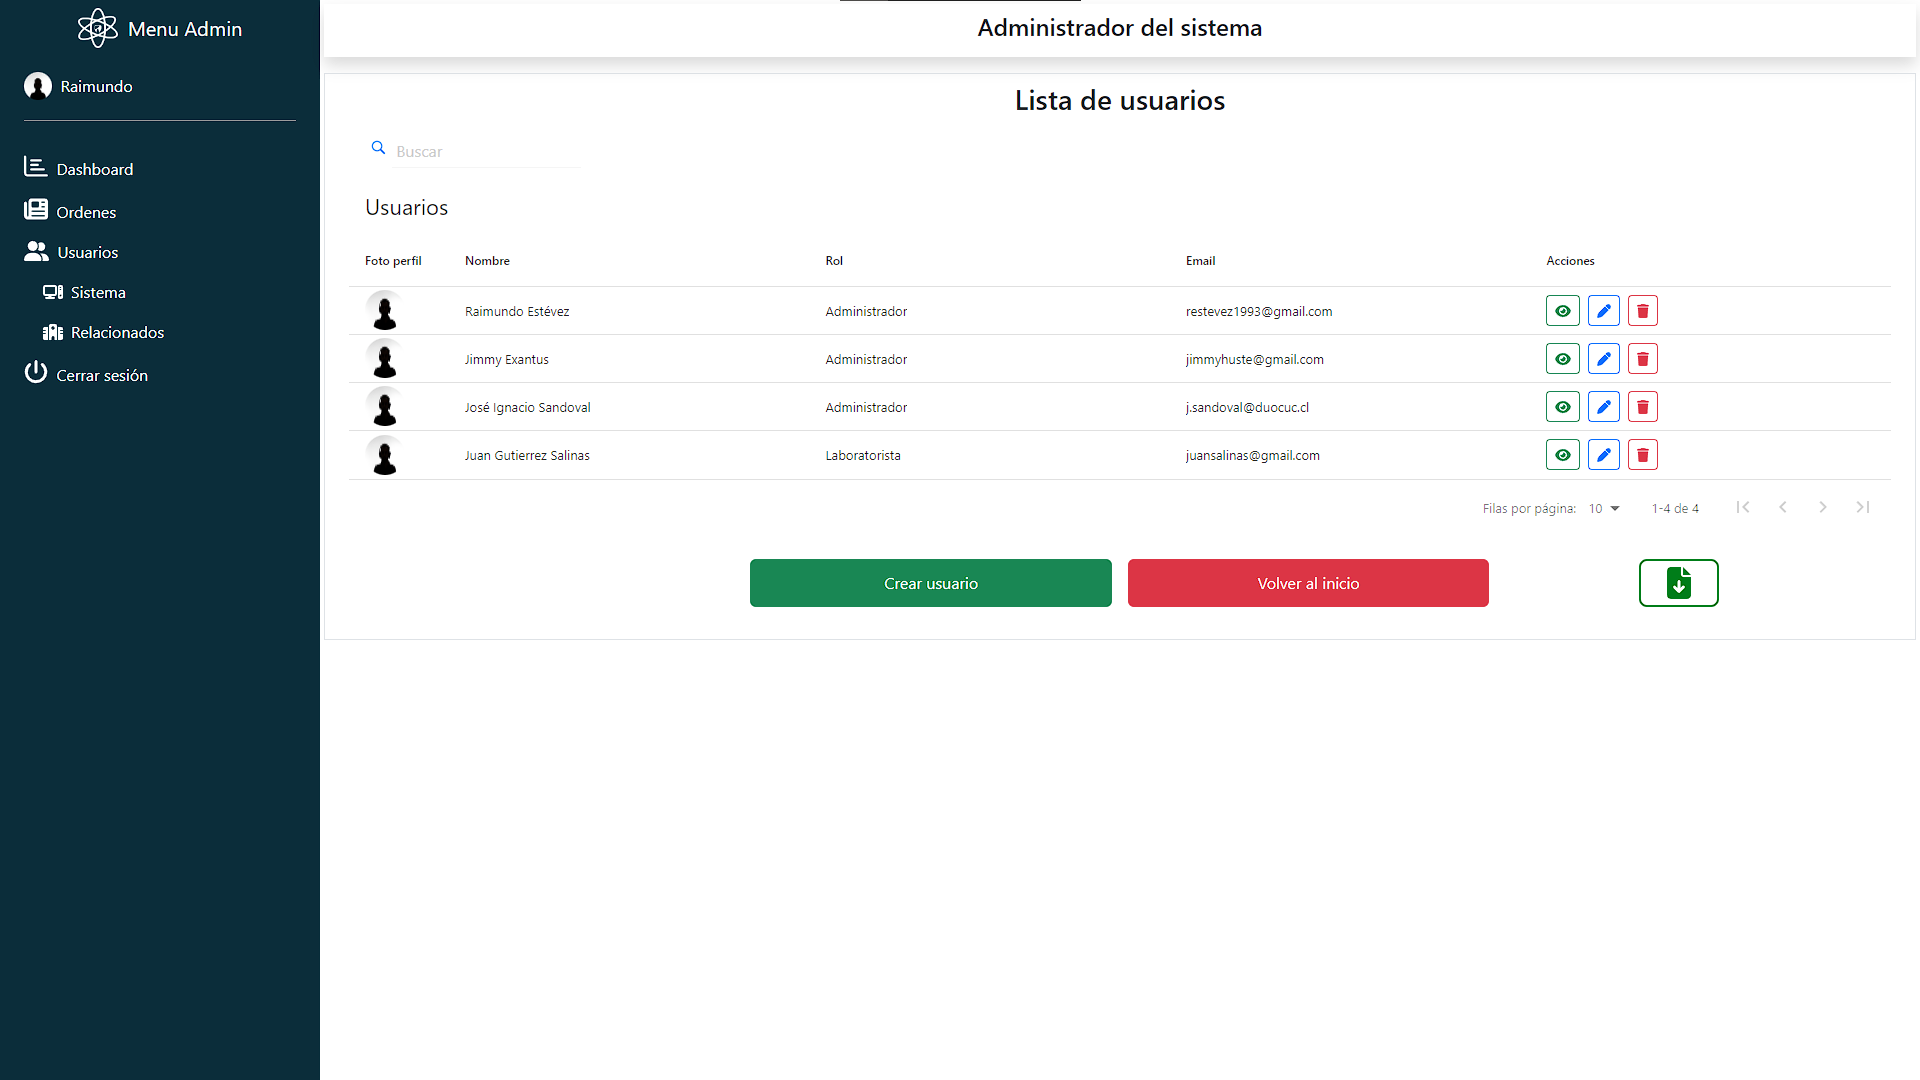 Menu Admin
Raimundo
Dashboard
Ordenes
Usuarios
Sistema
Relacionados
Cerrar sesión
Administrador del sistema
Lista de usuarios
Buscar
Usuarios
Foto perfil Nombre Rol Email Acciones
Raimundo Estévez Administrador restevez1993@gmail.com
Jimmy Exantus Administrador jimmyhuste@gmail.com
José Ignacio Sandoval Administrador j.sandoval@duocuc.cl
Juan Gutierrez Salinas Laboratorista juansalinas@gmail.com
Filas por página: 10 1-4 de 4
Crear usuario Volver al inicio